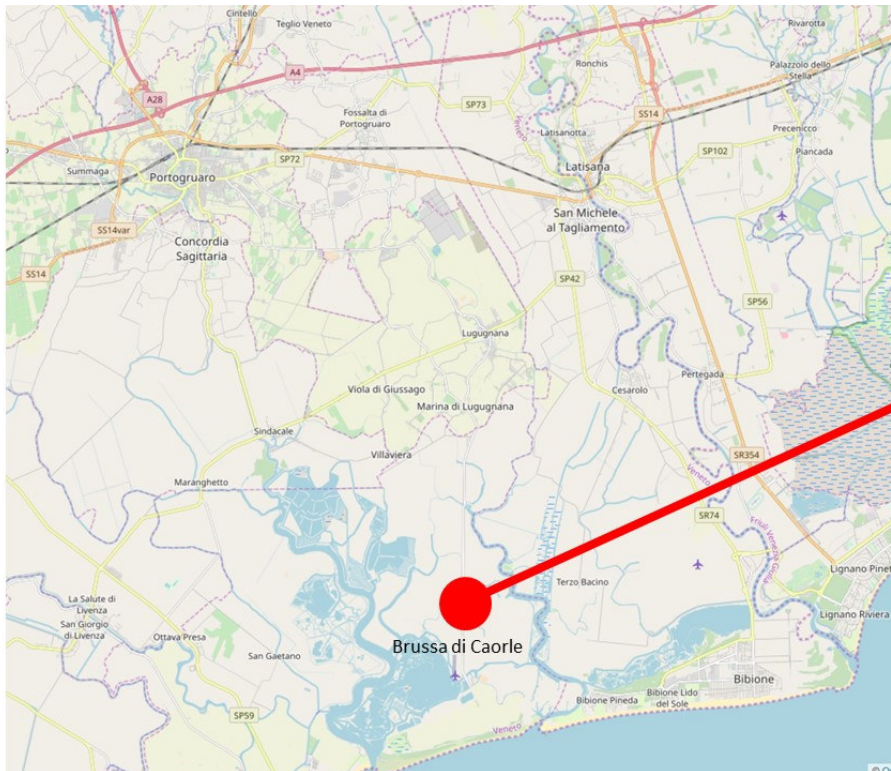 Cintello
Teglio Veneto
Rivarotta
Ronchis
Palazzolo dello
Stella
A4
A28
SP73
Fossalta di
Portogruaro
SS14
Veneto
Latisanotta
Precenicco
SP72
Latisana
SP102
Piancada
Summaga
Portogruaro
San Michele
al Tagliamento
SS14var
Concordia
Sagittaria
SS14
SP42
SP56
Lugugnana
Pertegada
Viola di Giussago
Cesarolo
Marina di Lugugnana
Sindacale
Villaviera
SR354
Maranghetto
Veneto
SR74
Friuli Venezia Giulia
Lignano Pinet
Terzo Bacino
La Salute di
Livenza
San Giorgio
di Livenza
Lignano Riviera
Ottava Presa
Brussa di Caorle
San Gaetano
Bibione
Bibione Lido
del Sole
Bibione Pineda
SP59
Veneto